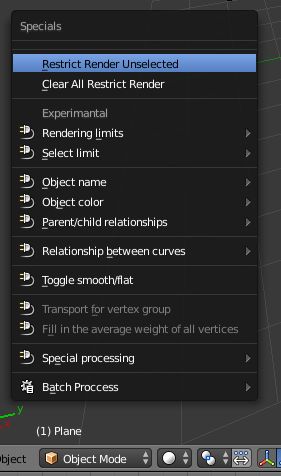 Specials
Restrict Render Unselected
Clear All Restrict Render
Experimantal
Rendering limits
Select limit
Object name
Object color
Parent/child relationships
Relationship between curves
Toggle smooth/flat
Transport for vertex group
Fill in the average weight of all vertices
Special processing
Batch Proccess
y
x
(1) Plane
Object
Object Mode